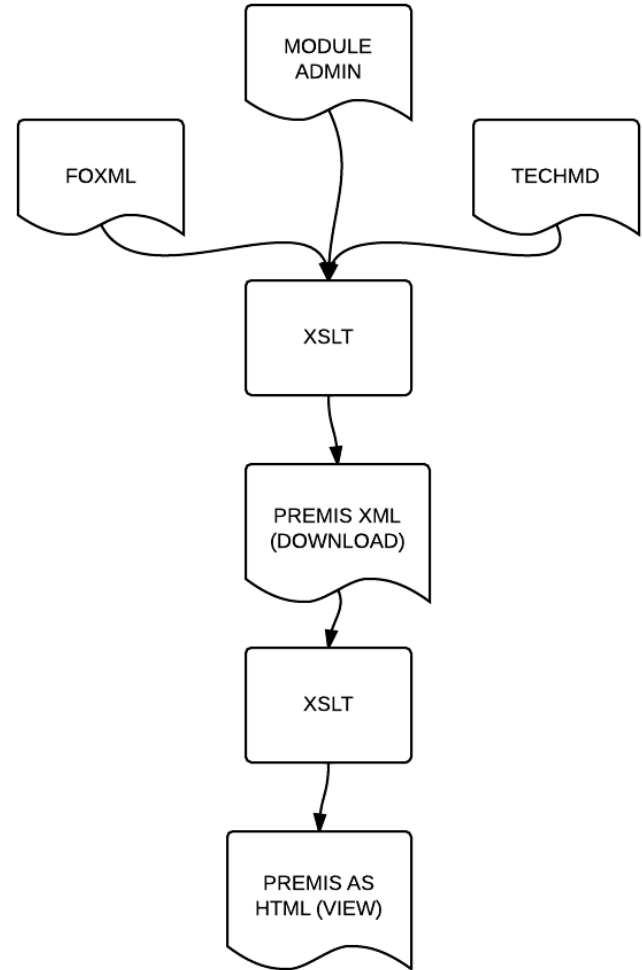 MODULE
ADMIN
FOXML
TECHMD
XSLT
PREMIS XML
(DOWNLOAD)
XSLT
PREMIS AS
HTML (VIEW)